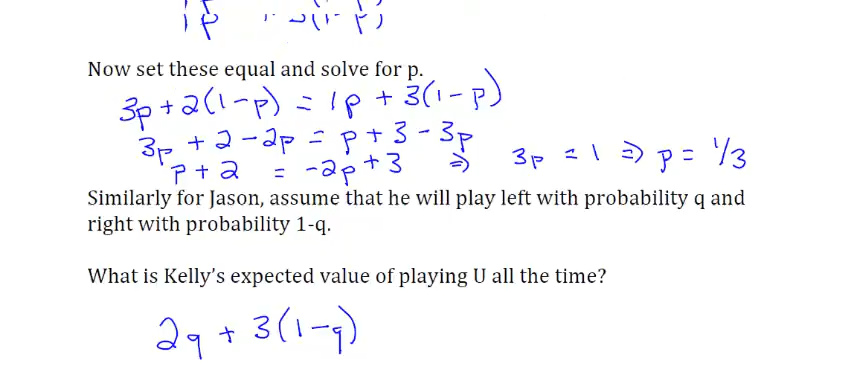 Now set these equal and solve for p.
3p + 2(1-p) = 1p + 3(1-p)
3p + 2 - 2p = p + 3 - 3p
p + 2 = -2p + 3 ⇒ 3p = 1 ⇒ p = 1/3
Similarly for Jason, assume that he will play left with probability q and
right with probability 1-q.
What is Kelly's expected value of playing U all the time?
2q + 3(1-q)